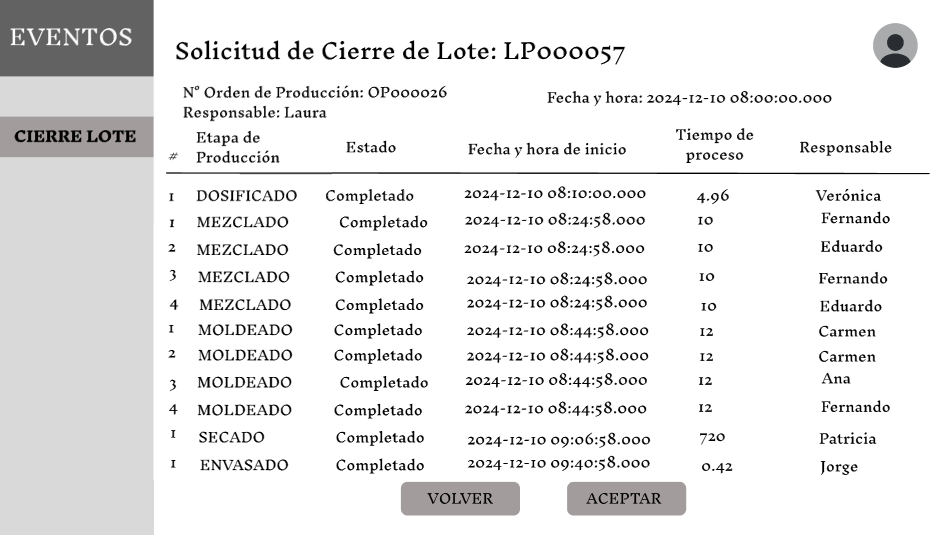 EVENTOS
Solicitud de Cierre de Lote: LP000057
N° Orden de Producción: OP000026
Fecha y hora: 2024-12-10 08:00:00.000
Responsable: Laura
CIERRE LOTE
# Etapa de Producción Estado Fecha y hora de inicio Tiempo de proceso Responsable
1 DOSIFICADO Completado 2024-12-10 08:10:00.000 4.96 Verónica
1 MEZCLADO Completado 2024-12-10 08:24:58.000 10 Fernando
2 MEZCLADO Completado 2024-12-10 08:24:58.000 10 Eduardo
3 MEZCLADO Completado 2024-12-10 08:24:58.000 10 Fernando
4 MEZCLADO Completado 2024-12-10 08:24:58.000 10 Eduardo
1 MOLDEADO Completado 2024-12-10 08:44:58.000 12 Carmen
2 MOLDEADO Completado 2024-12-10 08:44:58.000 12 Carmen
3 MOLDEADO Completado 2024-12-10 08:44:58.000 12 Ana
4 MOLDEADO Completado 2024-12-10 08:44:58.000 12 Fernando
1 SECADO Completado 2024-12-10 09:06:58.000 720 Patricia
1 ENVASADO Completado 2024-12-10 09:40:58.000 0.42 Jorge
VOLVER ACEPTAR